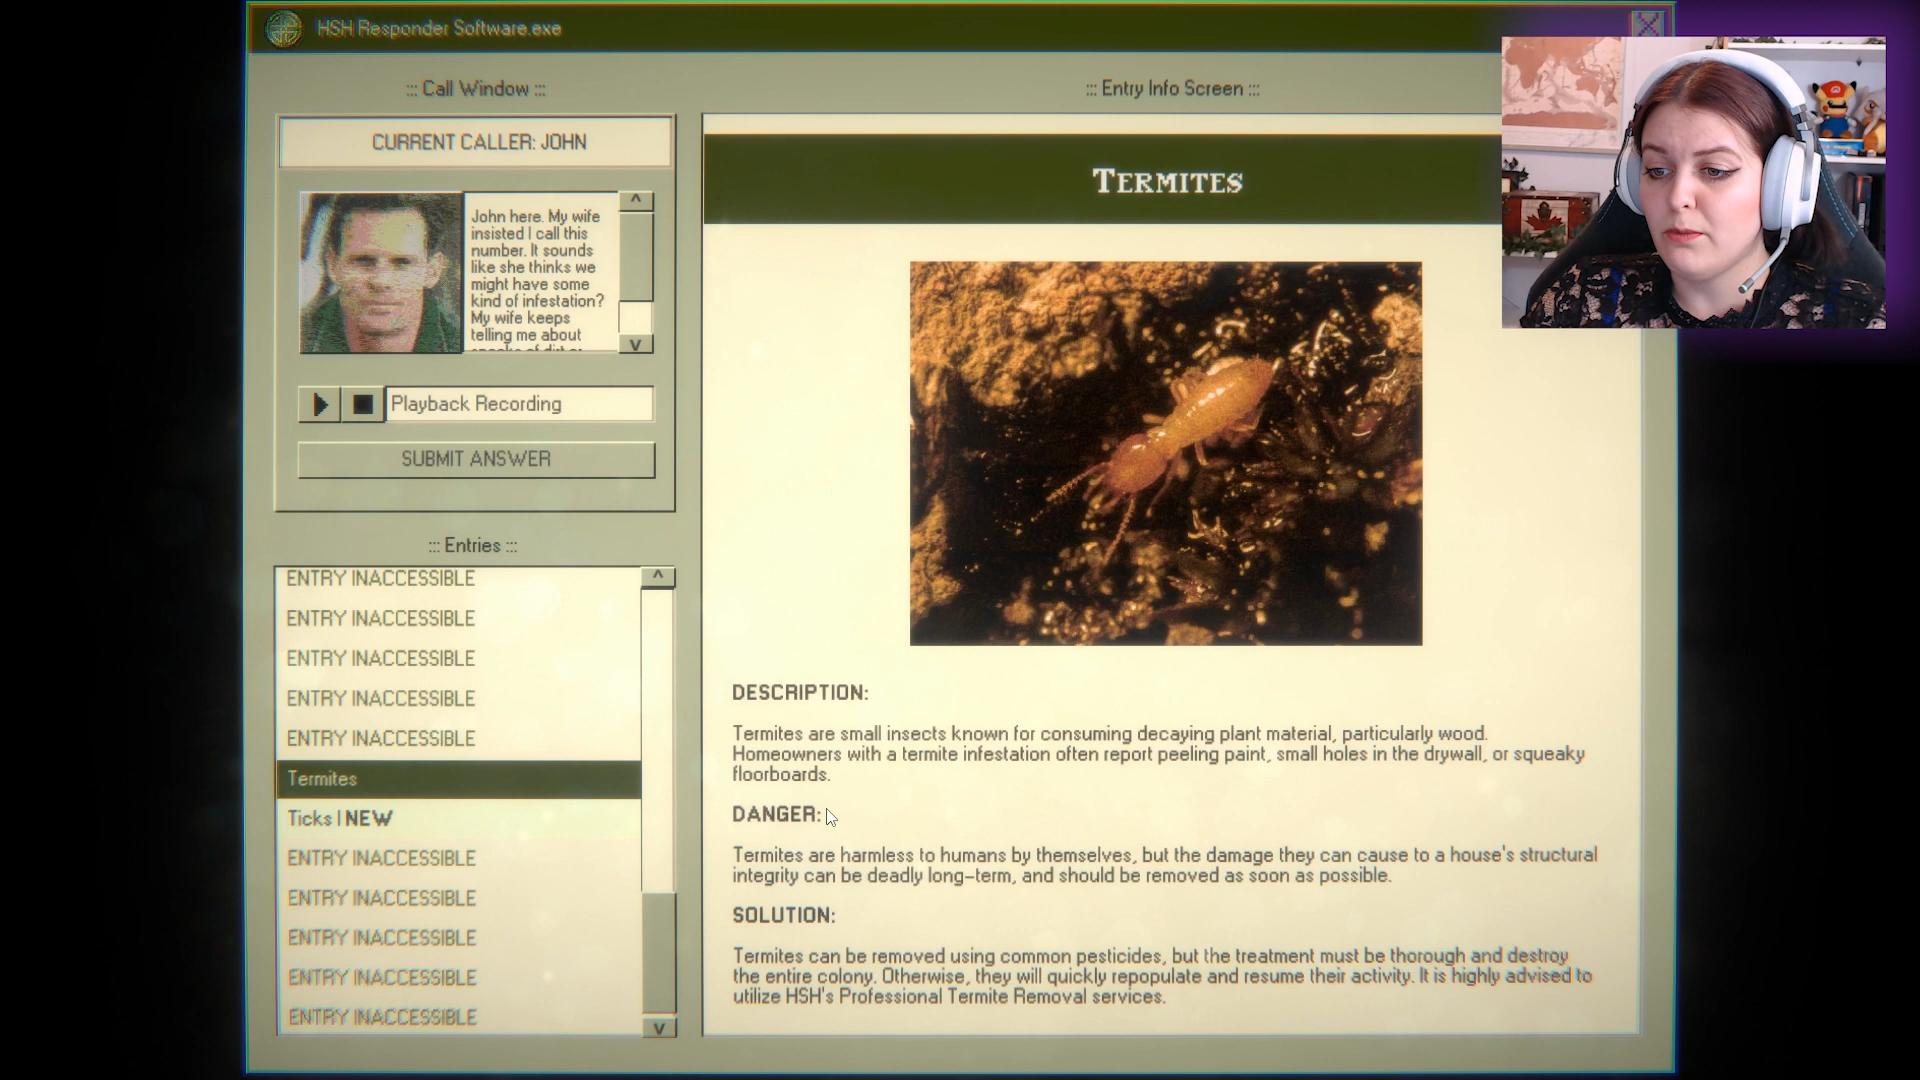 HSH Responder Software.exe
::: Call Window :::
::: Entry Info Screen :::
CURRENT CALLER: JOHN
John here. My wife
insisted I call this
number. It sounds
like she thinks we
might have some
kind of infestation?
My wife keeps
telling me about
Playback Recording
SUBMIT ANSWER
::: Entries :::
ENTRY INACCESSIBLE
ENTRY INACCESSIBLE
ENTRY INACCESSIBLE
ENTRY INACCESSIBLE
ENTRY INACCESSIBLE
Termites
Ticks | NEW
ENTRY INACCESSIBLE
ENTRY INACCESSIBLE
ENTRY INACCESSIBLE
ENTRY INACCESSIBLE
ENTRY INACCESSIBLE
TERMITES
DESCRIPTION:
Termites are small insects known for consuming decaying plant material, particularly wood.
Homeowners with a termite infestation often report peeling paint, small holes in the drywall, or squeaky
floorboards.
DANGER:
Termites are harmless to humans by themselves, but the damage they can cause to a house's structural
integrity can be deadly long-term, and should be removed as soon as possible.
SOLUTION:
Termites can be removed using common pesticides, but the treatment must be thorough and destroy
the entire colony. Otherwise, they will quickly repopulate and resume their activity. It is highly advised to
utilize HSH's Professional Termite Removal services.